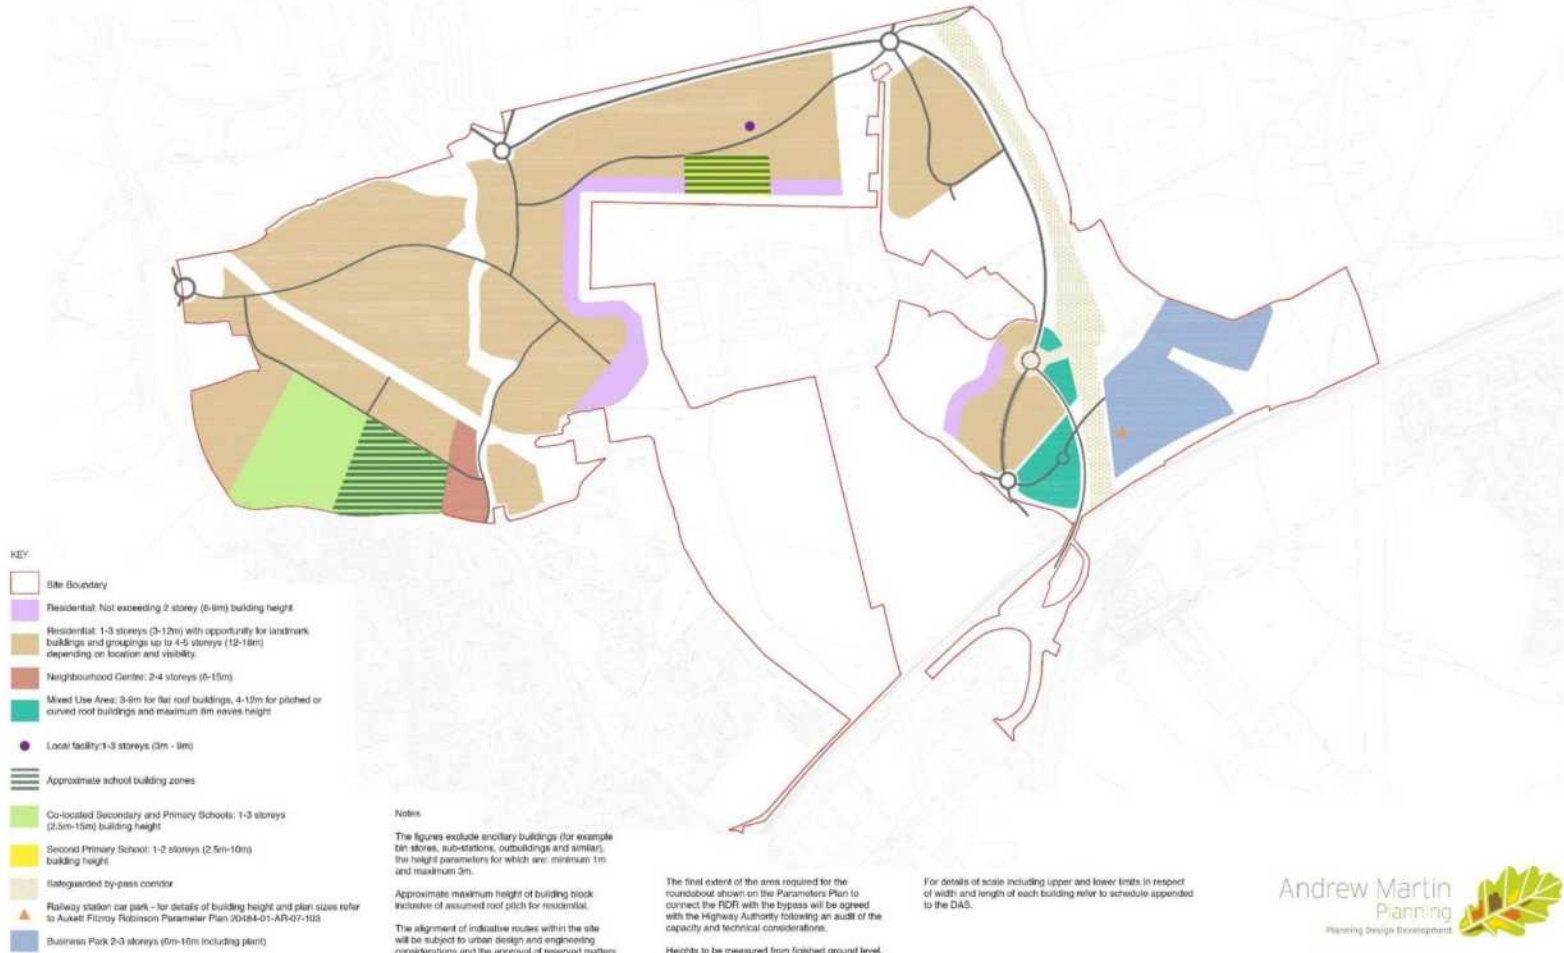 KEY
Site Boundary
Residential: Not exceeding 2 storey (6-9m) building height
Residential: 1-3 storeys (3-12m) with opportunity for landmark
buildings and groupings up to 4-5 storeys (12-18m)
depending on location and visibility.
Neighbourhood Centre: 2-4 storeys (6-15m)
Mixed Use Area: 3-9m for flat roof buildings, 4-12m for pitched or
curved roof buildings and maximum 8m eaves height
Local facility:1-3 storeys (3m - 9m)
Approximate school building zones
Co-located Secondary and Primary Schools: 1-3 storeys
(2.5m-15m) building height
Second Primary School: 1-2 storeys (2.5m-10m)
building height
Safeguarded by-pass corridor
Railway station car park - for details of building height and plan sizes refer
to Aukett Fitzroy Robinson Parameter Plan 20484-01-AR-07-103
Business Park 2-3 storeys (6m-16m including plant)
Notes
The figures exclude ancillary buildings (for example
bin stores, sub-stations, outbuildings and similar),
the height parameters for which are: minimum 1m
and maximum 3m.
Approximate maximum height of building block
inclusive of assumed roof pitch for residential.
The alignment of indicative routes within the site
will be subject to urban design and engineering
considerations and the approval of reserved matters
The final extent of the area required for the
roundabout shown on the Parameters Plan to
connect the RDR with the bypass will be agreed
with the Highway Authority following an audit of the
capacity and technical considerations.
Heights to be measured from finished ground level.
For details of scale including upper and lower limits in respect
of width and length of each building refer to schedule appended
to the DAS.
Andrew Martin
Planning
Planning Design Development